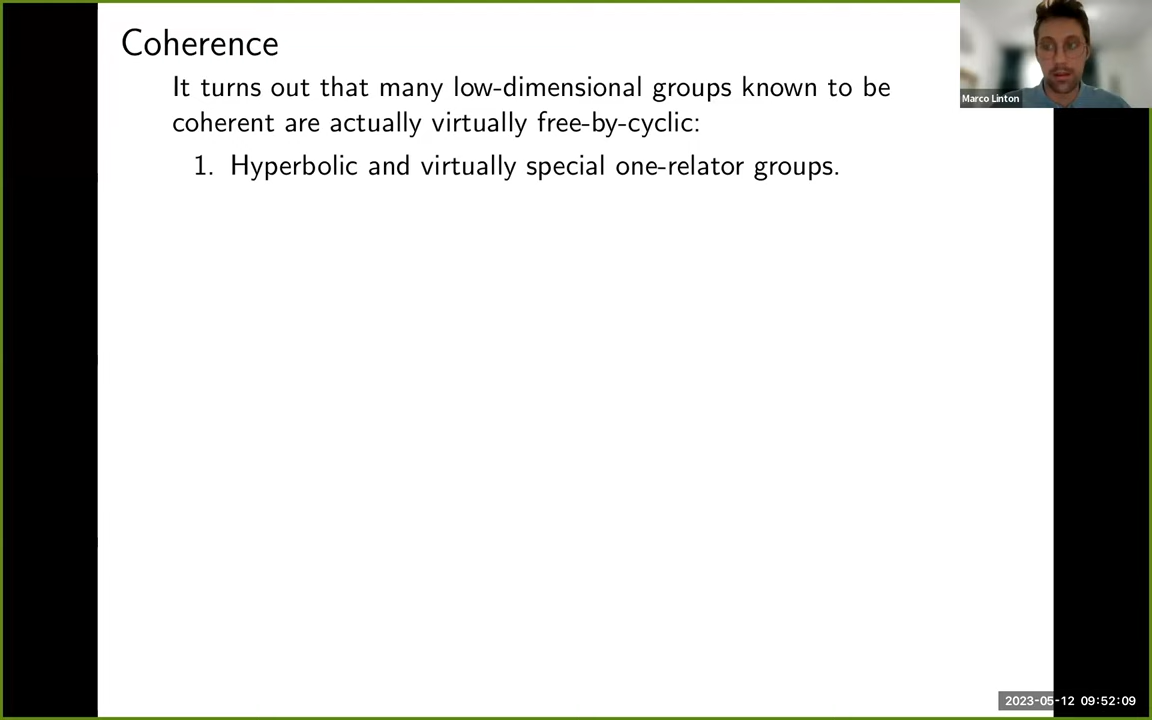 Coherence
It turns out that many low-dimensional groups known to be
coherent are actually virtually free-by-cyclic:
1. Hyperbolic and virtually special one-relator groups.
Marco Linton
2023-05-12 09:52:09